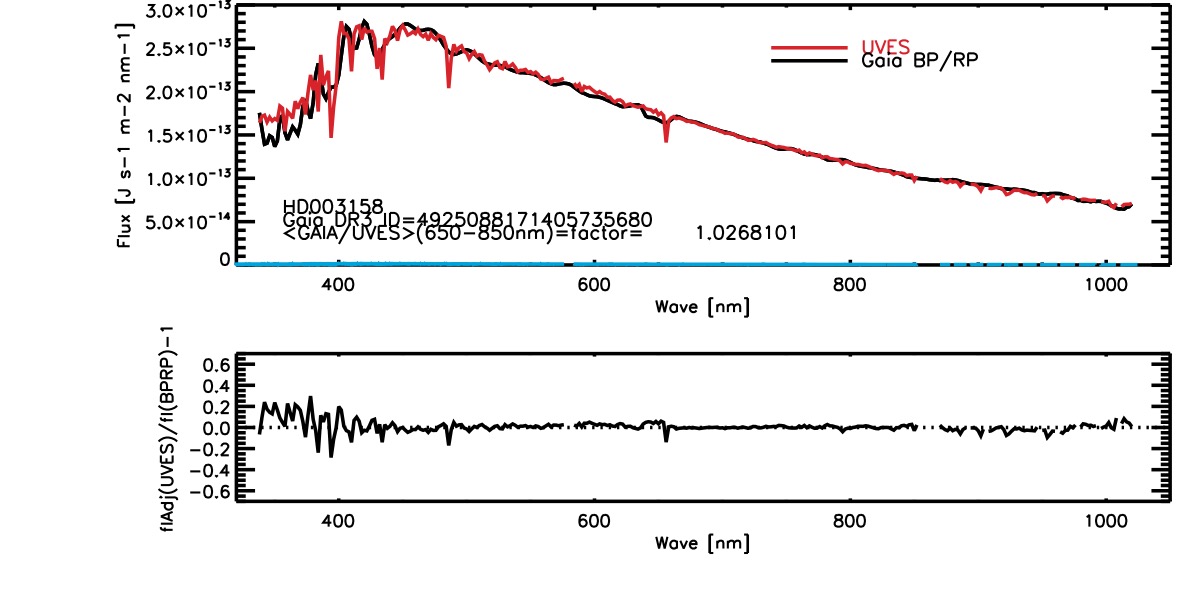 3.0×10−13
2.5×10−13
2.0×10−13
1.5×10−13
1.0×10−13
5.0×10−14
0
Flux [J s−1 m−2 nm−1]
UVES
Gaia BP/RP
HD003158
Gaia DR3 ID=4925088171405735680
<GAIA/UVES>(650−850nm)=factor= 1.0268101
400 600 800 1000
Wave [nm]
flAdj(UVES)/fl(BPRP)−1
0.6
0.4
0.2
0.0
−0.2
−0.4
−0.6
400 600 800 1000
Wave [nm]